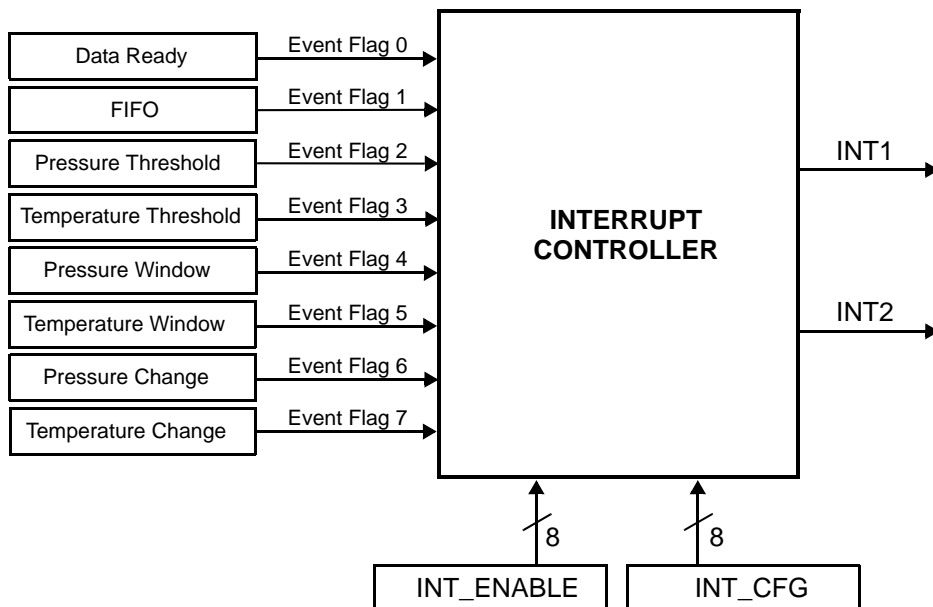 Data Ready
Event Flag 0
FIFO
Event Flag 1
Pressure Threshold
Event Flag 2
Temperature Threshold
Event Flag 3
Pressure Window
Event Flag 4
Temperature Window
Event Flag 5
Pressure Change
Event Flag 6
Temperature Change
Event Flag 7
INTERRUPT
CONTROLLER
INT1
INT2
8
8
INT_ENABLE
INT_CFG